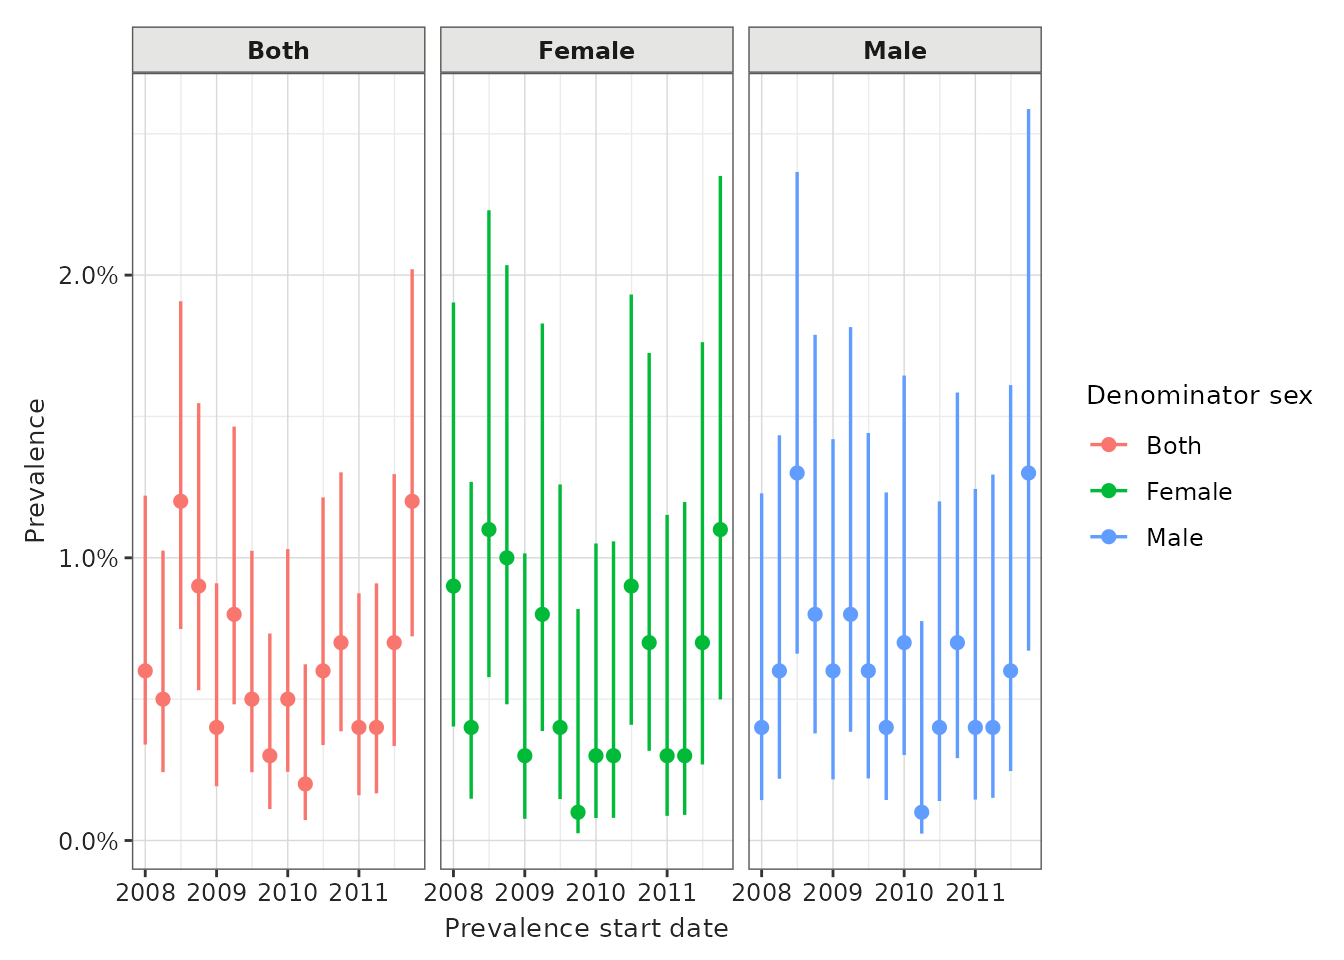 Both Female Male
2.0%
1.0%
0.0%
Prevalence
2008 2009 2010 2011 2008 2009 2010 2011 2008 2009 2010 2011
Prevalence start date
Denominator sex
Both
Female
Male